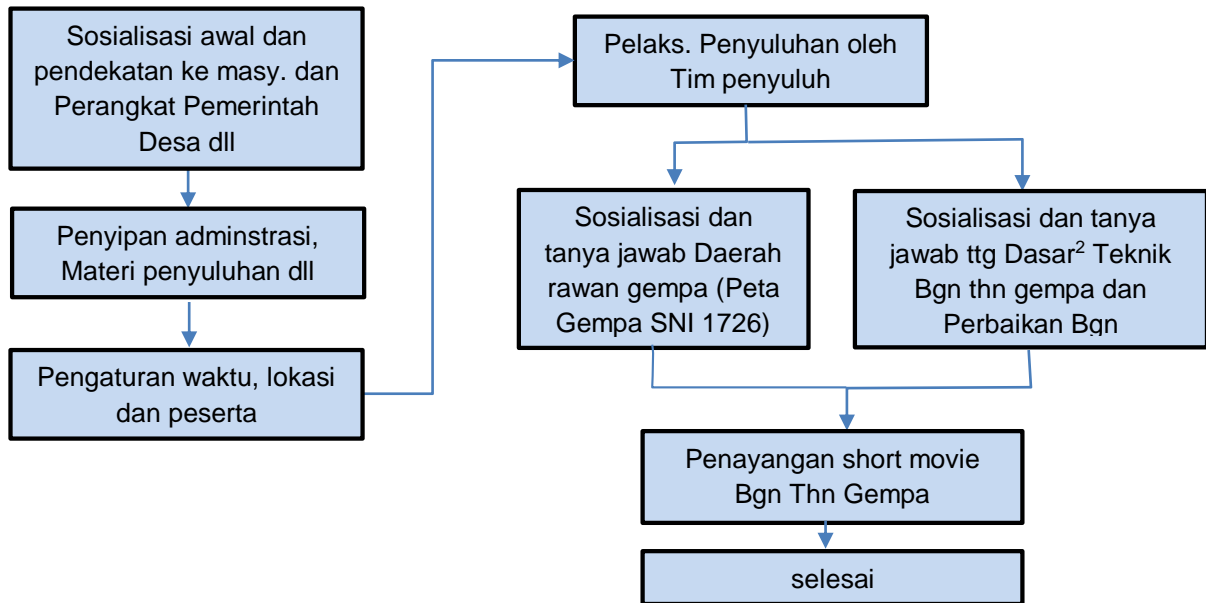 Sosialisasi awal dan
pendekatan ke masy. dan
Perangkat Pemerintah
Desa dll
Penyipan adminstrasi,
Materi penyuluhan dll
Pengaturan waktu, lokasi
dan peserta
Pelaks. Penyuluhan oleh
Tim penyuluh
Sosialisasi dan
tanya jawab Daerah
rawan gempa (Peta
Gempa SNI 1726)
Sosialisasi dan tanya
jawab ttg Dasar² Teknik
Bgn thn gempa dan
Perbaikan Bgn
Penayangan short movie
Bgn Thn Gempa
selesai